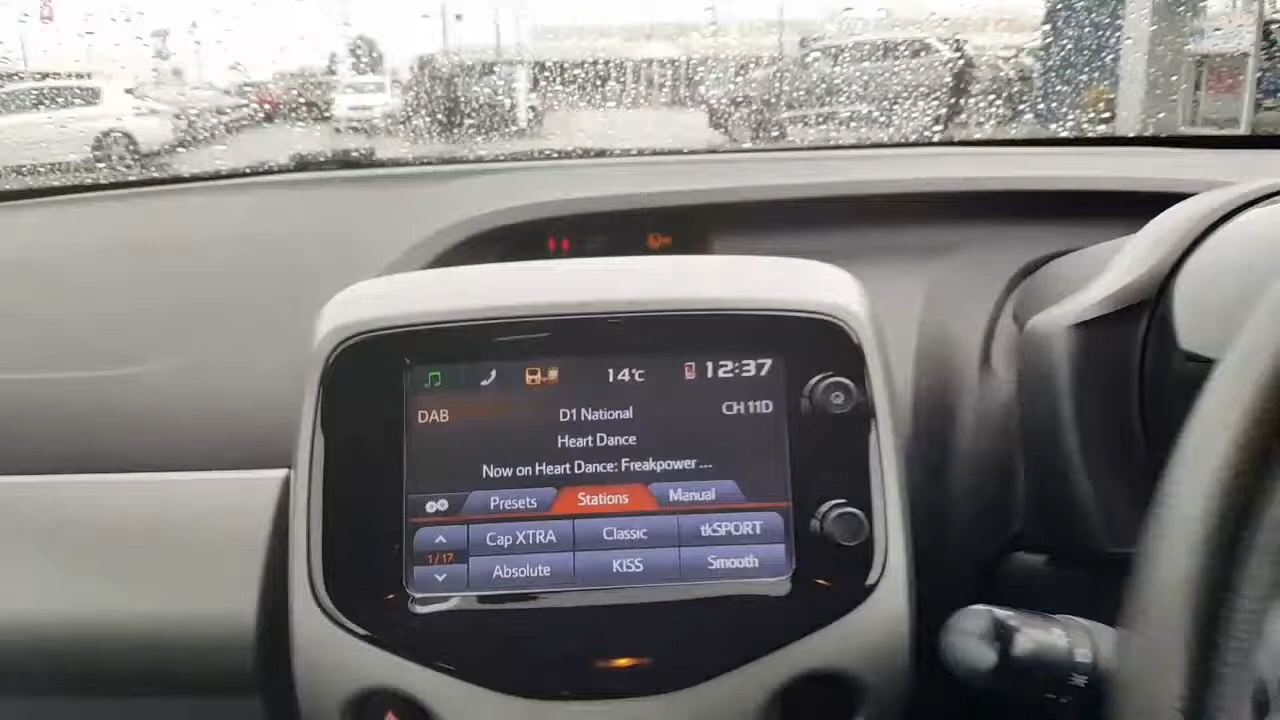 14°C 12:37
DAB D1 National CH 11D
Heart Dance
Now on Heart Dance: Freakpower ...
Presets Stations Manual
Cap XTRA Classic tkSPORT
1/17
Absolute KISS Smooth